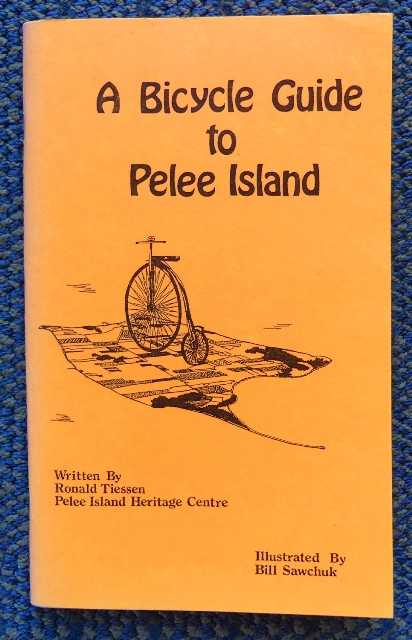 A Bicycle Guide
to
Pelee Island
Written By
Ronald Tiessen
Pelee Island Heritage Centre
Illustrated By
Bill Sawchuk